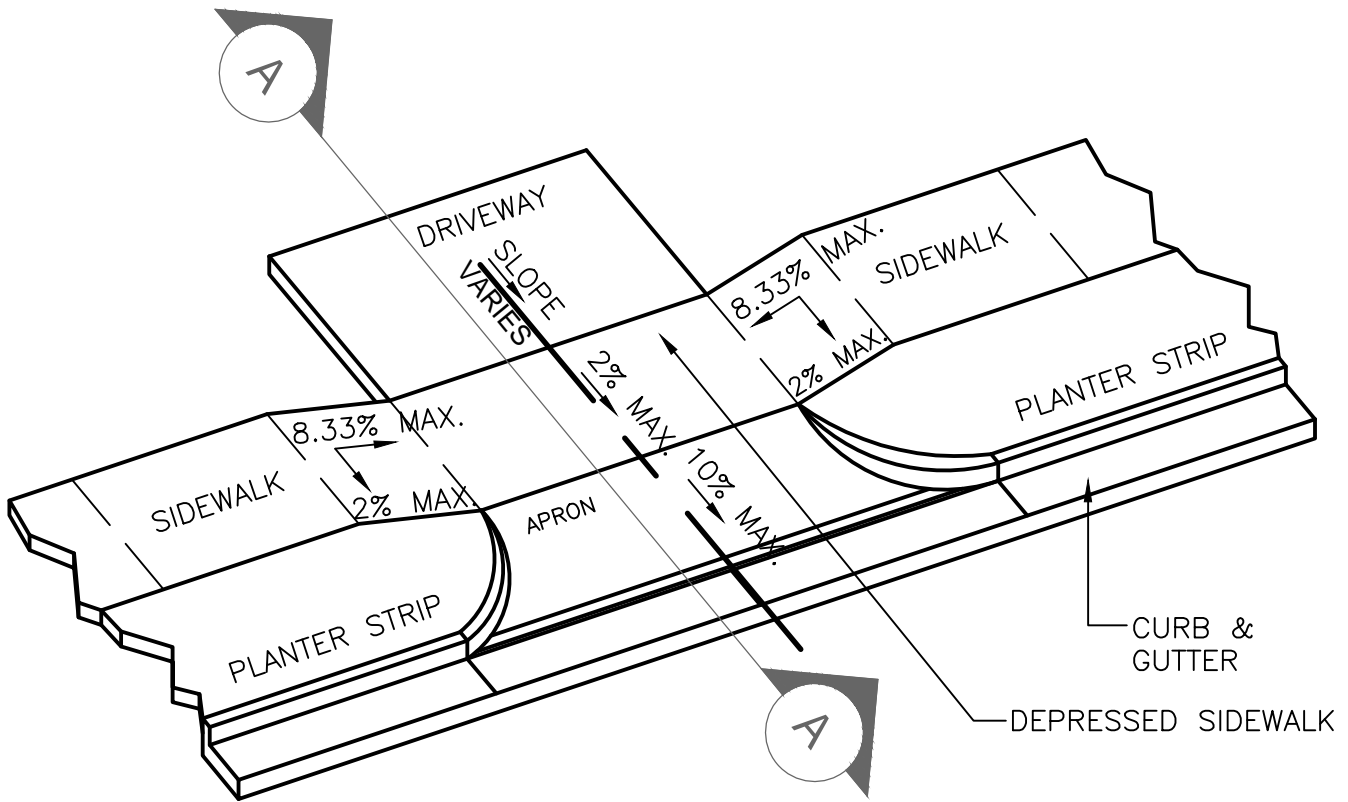 A
DRIVEWAY
SLOPE
VARIES
8.33% MAX.
2% MAX.
SIDEWALK
2% MAX.
8.33% MAX.
2% MAX.
SIDEWALK
10% MAX.
APRON
PLANTER STRIP
PLANTER STRIP
CURB &
GUTTER
DEPRESSED SIDEWALK
A